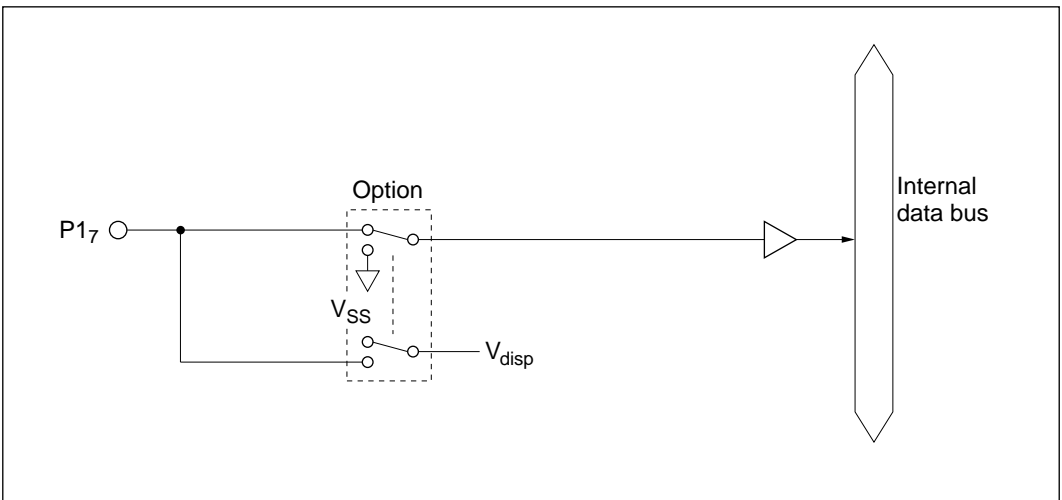 Option
P17
Internal
data bus
VSS
Vdisp